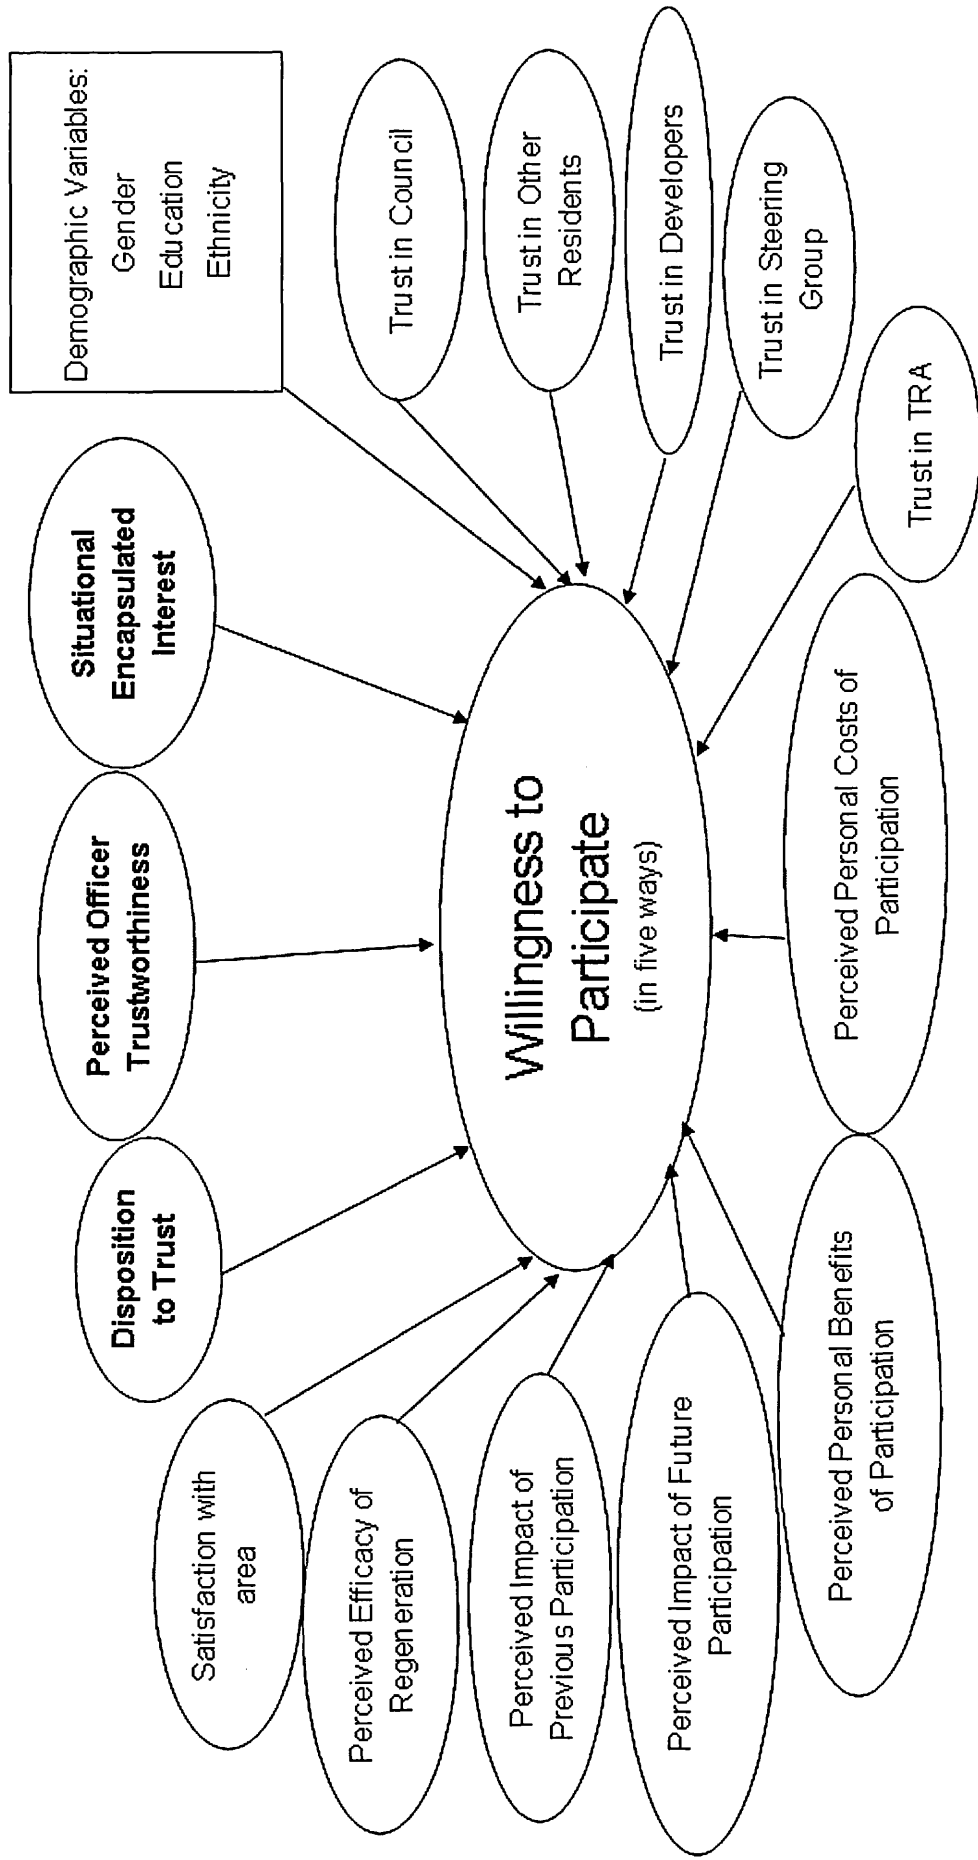 Disposition
to Trust
Perceived Officer
Trustworthiness
Situational
Encapsulated
Interest
Demographic Variables:
Gender
Education
Ethnicity
Satisfaction with
area
Perceived Efficacy of
Regeneration
Perceived Impact of
Previous Participation
Perceived Impact of Future
Participation
Perceived Personal Benefits
of Participation
Willingness to
Participate
(in five ways)
Perceived Personal Costs of
Participation
Trust in Council
Trust in Other
Residents
Trust in Developers
Trust in Steering
Group
Trust in TRA